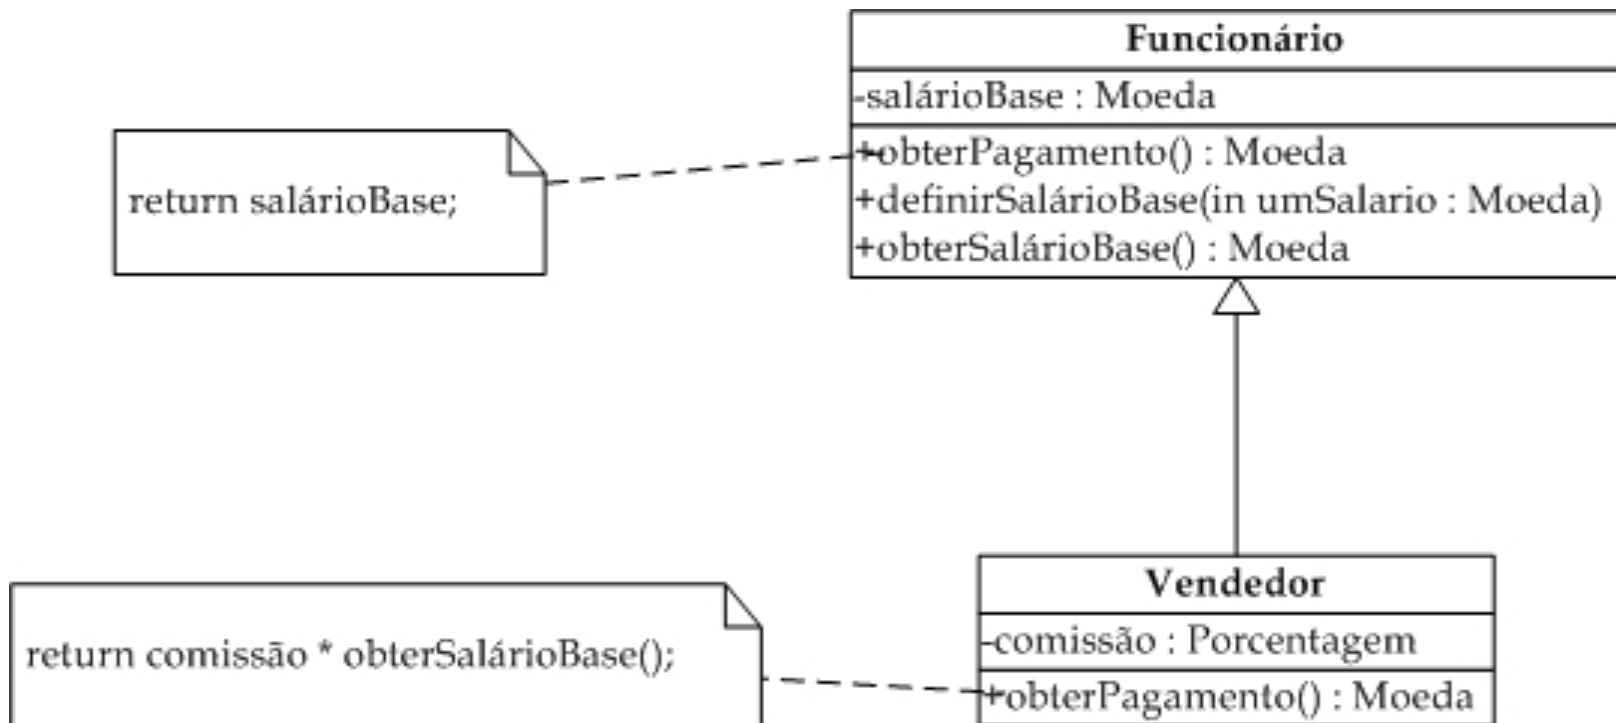 Funcionário
-salárioBase : Moeda
+obterPagamento() : Moeda
+definirSalárioBase(in umSalario : Moeda)
+obterSalárioBase() : Moeda
return salárioBase;
Vendedor
-comissão : Porcentagem
+obterPagamento() : Moeda
return comissão * obterSalárioBase();